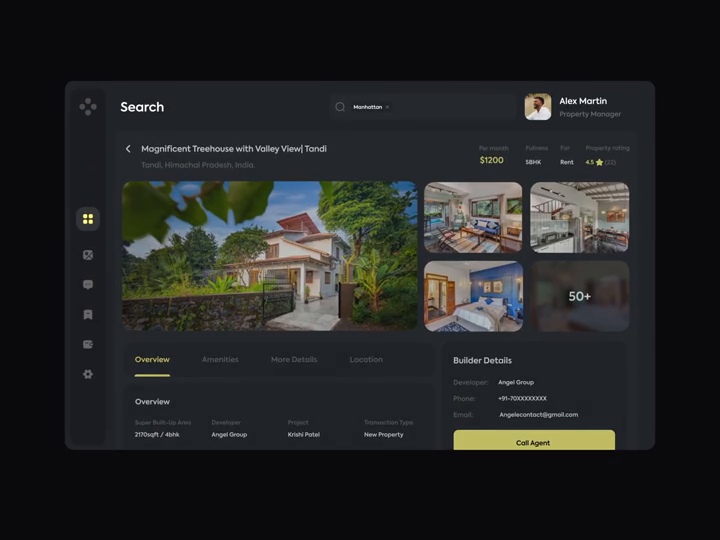 Search
Manhattan ×
Alex Martin
Property Manager
Magnificent Treehouse with Valley View| Tandi
Tandi, Himachal Pradesh, India.
Per month
$1200
Fullness
5BHK
For
Rent
Property rating
4.5 (22)
50+
Overview
Amenities
More Details
Location
Overview
Super Built-Up Area
2170sqft / 4bhk
Developer
Angel Group
Project
Krishi Patel
Transaction Type
New Property
Builder Details
Developer: Angel Group
Phone: +91-70XXXXXXXX
Email: Angelecontact@gmail.com
Call Agent